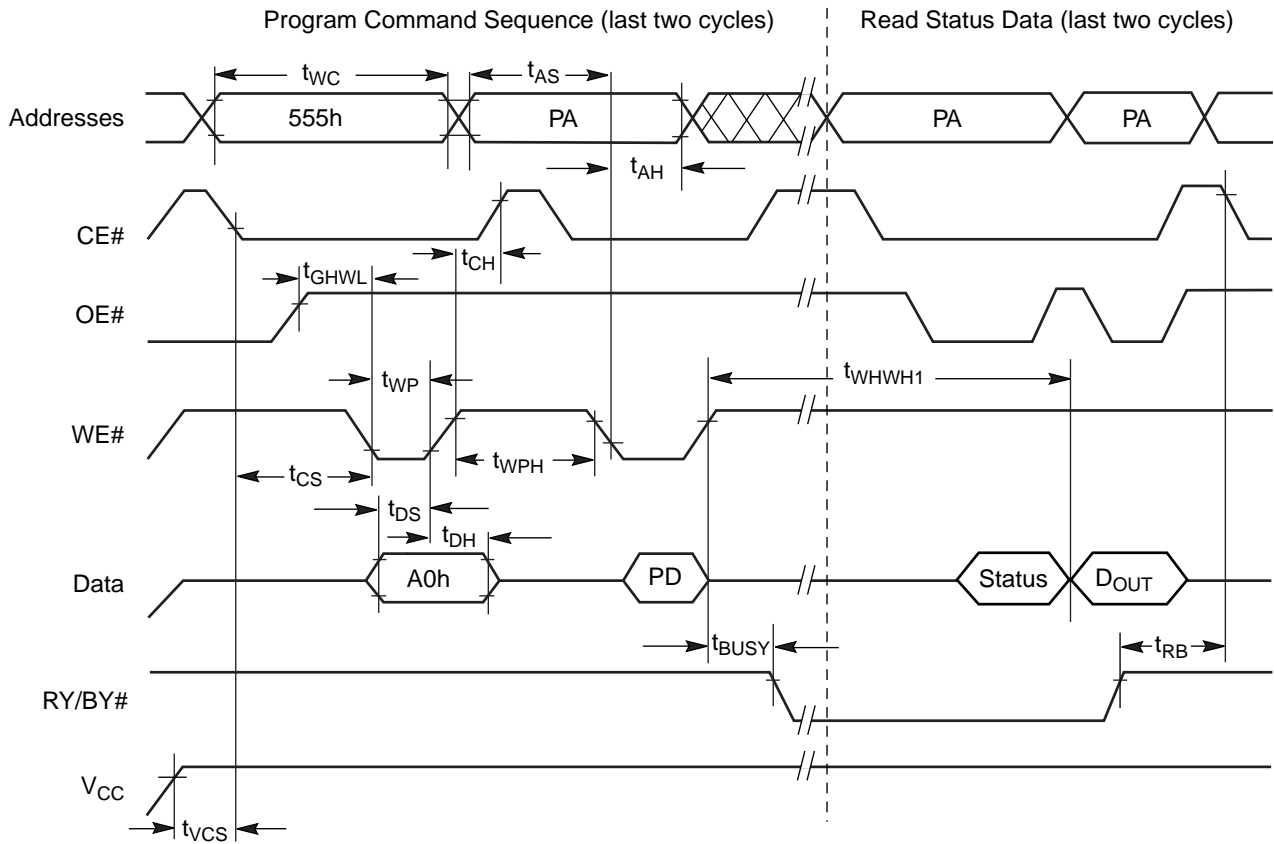 Program Command Sequence (last two cycles)
Read Status Data (last two cycles)
tWC
tAS
Addresses
555h
PA
PA
PA
tAH
CE#
tCH
tGHWL
OE#
tWP
tWHWH1
WE#
tCS
tWPH
tDS
tDH
Data
A0h
PD
Status
DOUT
tBUSY
tRB
RY/BY#
VCC
tVCS